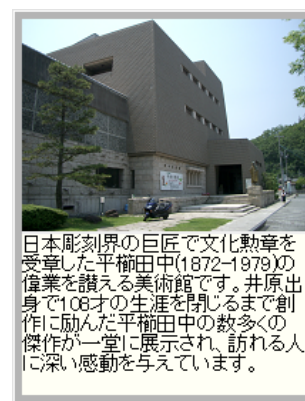 日本彫刻界の巨匠で文化勲章を
受章した平櫛田中(1872-1979)の
偉業を讃える美術館です。井原出
身で108才の生涯を閉じるまで創
作に励んだ平櫛田中の数多くの
傑作が一堂に展示され、訪れる人
に深い感動を与えています。